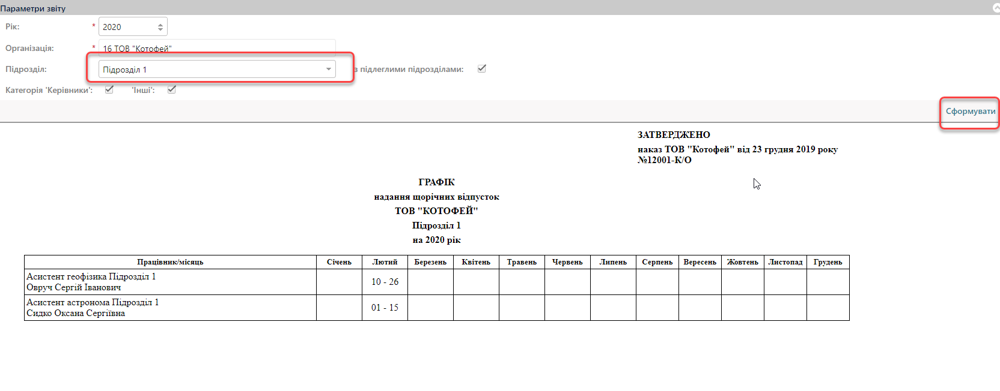 Параметри звіту
Рік: * 2020
Організація: * 16 ТОВ "Котофей"
Підрозділ: Підрозділ 1 з підлеглими підрозділами:
Категорія 'Керівники': 'Інші':
Сформувати
ЗАТВЕРДЖЕНО
наказ ТОВ "Котофей" від 23 грудня 2019 року
№12001-К/О
ГРАФІК
надання щорічних відпусток
ТОВ "КОТОФЕЙ"
Підрозділ 1
на 2020 рік
Працівник/місяць Січень Лютий Березень Квітень Травень Червень Липень Серпень Вересень Жовтень Листопад Грудень
Асистент геофізика Підрозділ 1
Овруч Сергій Іванович
10 - 26
Асистент астронома Підрозділ 1
Сидко Оксана Сергіївна
01 - 15